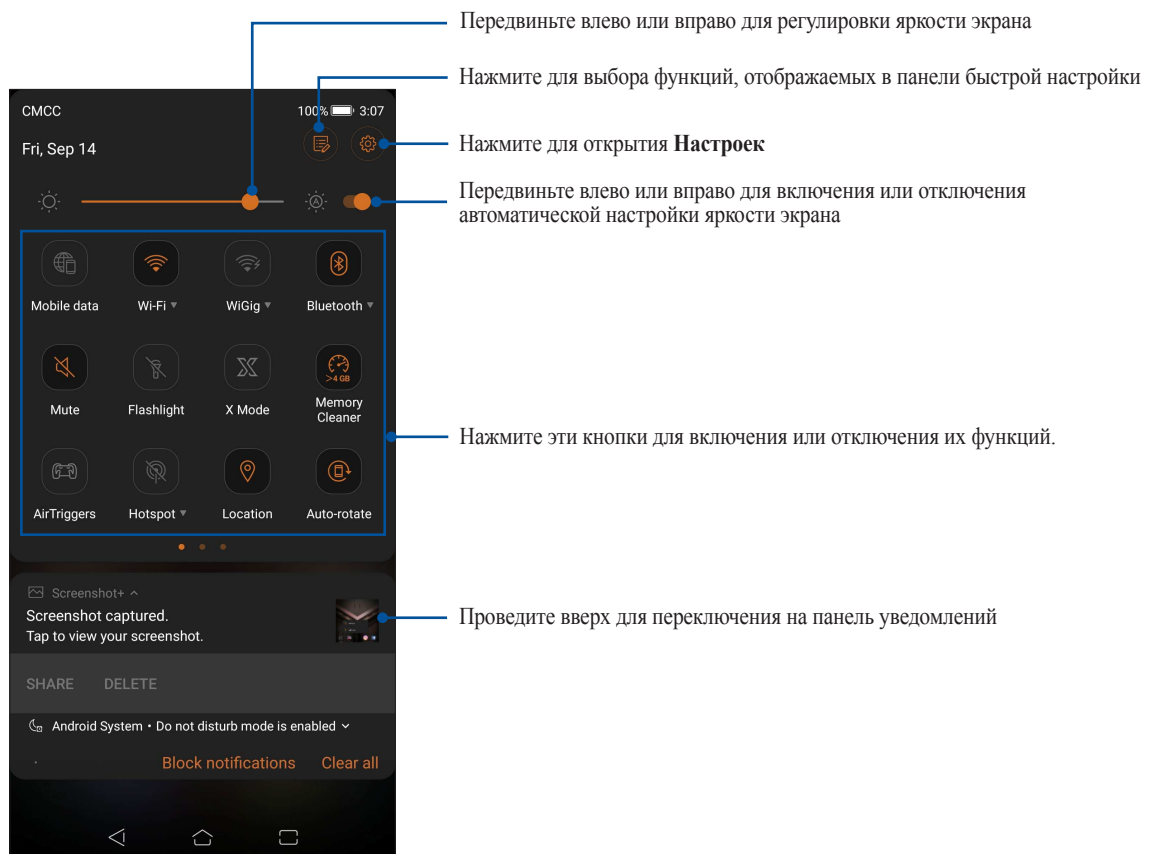 Передвиньте влево или вправо для регулировки яркости экрана
Нажмите для выбора функций, отображаемых в панели быстрой настройки
CMCC
100% 3:07
Fri, Sep 14
Нажмите для открытия Настроек
Передвиньте влево или вправо для включения или отключения
автоматической настройки яркости экрана
A
Mobile data Wi-Fi WiGig Bluetooth
>4 GB
Mute Flashlight X Mode Memory
Cleaner
Нажмите эти кнопки для включения или отключения их функций.
AirTriggers Hotspot Location Auto-rotate
Screenshot+
Screenshot captured.
Tap to view your screenshot.
Проведите вверх для переключения на панель уведомлений
SHARE DELETE
Android System • Do not disturb mode is enabled
Block notifications Clear all